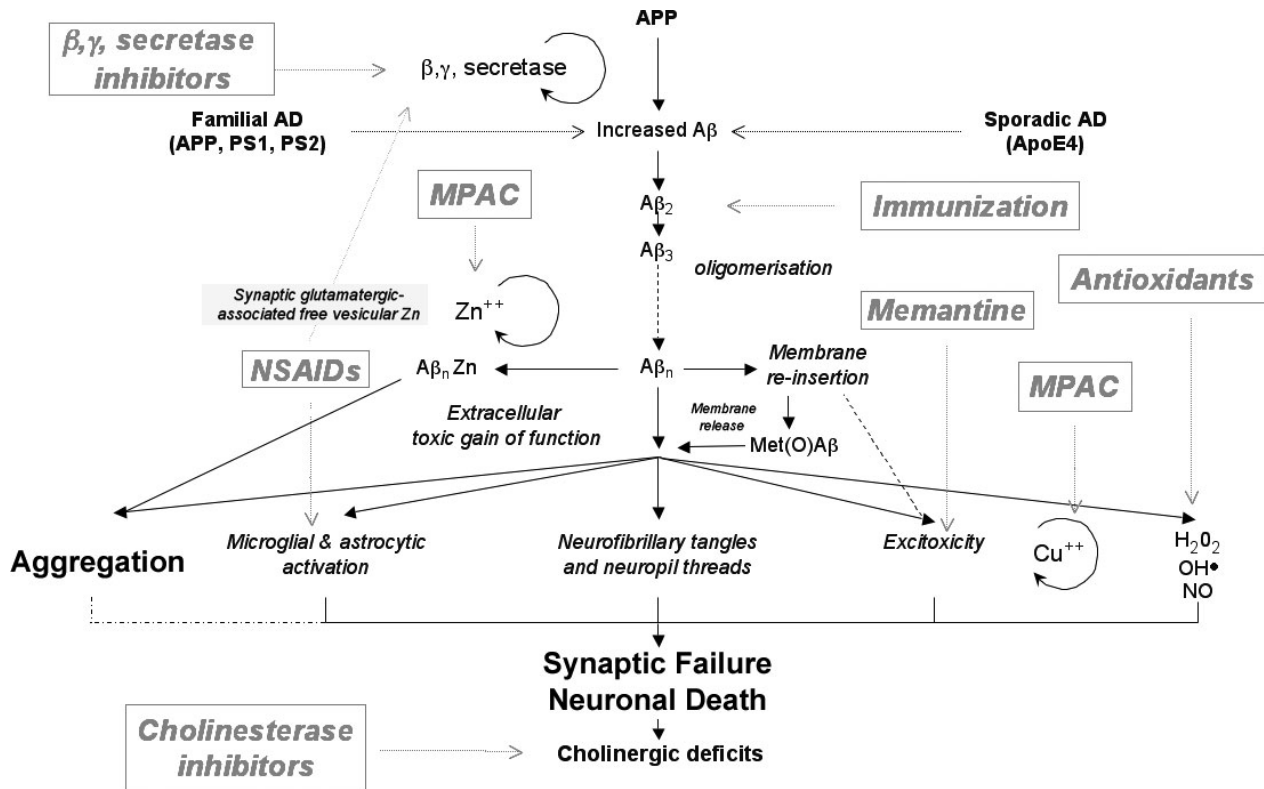 APP
β,γ, secretase
inhibitors
β,γ, secretase
Familial AD
(APP, PS1, PS2)
Increased Aβ
Sporadic AD
(ApoE4)
MPAC
Aβ₂
Immunization
Aβ₃
oligomerisation
Antioxidants
Synaptic glutamatergic-
associated free vesicular Zn
Zn⁺⁺
Memantine
NSAIDs
AβₙZn
Aβₙ
Membrane
re-insertion
MPAC
Extracellular
toxic gain of function
Membrane
release
Met(O)Aβ
Aggregation
Microglial & astrocytic
activation
Neurofibrillary tangles
and neuropil threads
Excitoxicity
Cu⁺⁺
H₂0₂
OH•
NO
Synaptic Failure
Neuronal Death
Cholinesterase
inhibitors
Cholinergic deficits